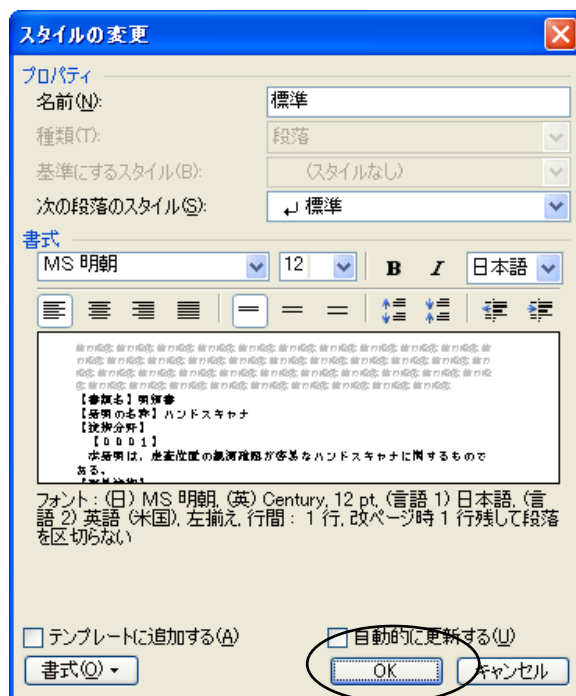 スタイルの変更
プロパティ
名前(N): 標準
種類(T): 段落
基準にするスタイル(B): (スタイルなし)
次の段落のスタイル(S): ↵ 標準
書式
MS 明朝 12 B I 日本語
【書類名】明細書
【発明の名称】ハンドスキャナ
【技術分野】
【0001】
本発明は、走査位置の観測確認が容易なハンドスキャナに関するもので
ある。
フォント : (日) MS 明朝, (英) Century, 12 pt, (言語 1) 日本語, (言
語 2) 英語 (米国), 左揃え, 行間 : 1 行, 改ページ時 1 行残して段落
を区切らない
テンプレートに追加する(A) 自動的に更新する(U)
書式(O) OK キャンセル